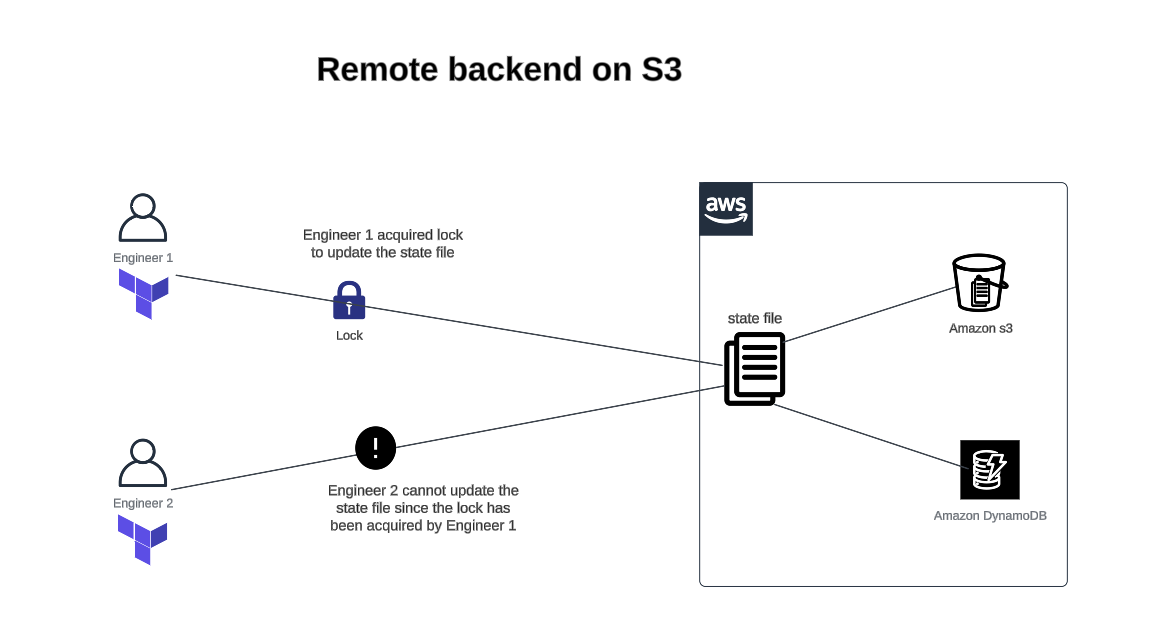 Remote backend on S3
Engineer 1
Engineer 1 acquired lock
to update the state file
Lock
aws
state file
Amazon s3
Engineer 2
!
Engineer 2 cannot update the
state file since the lock has
been acquired by Engineer 1
Amazon DynamoDB